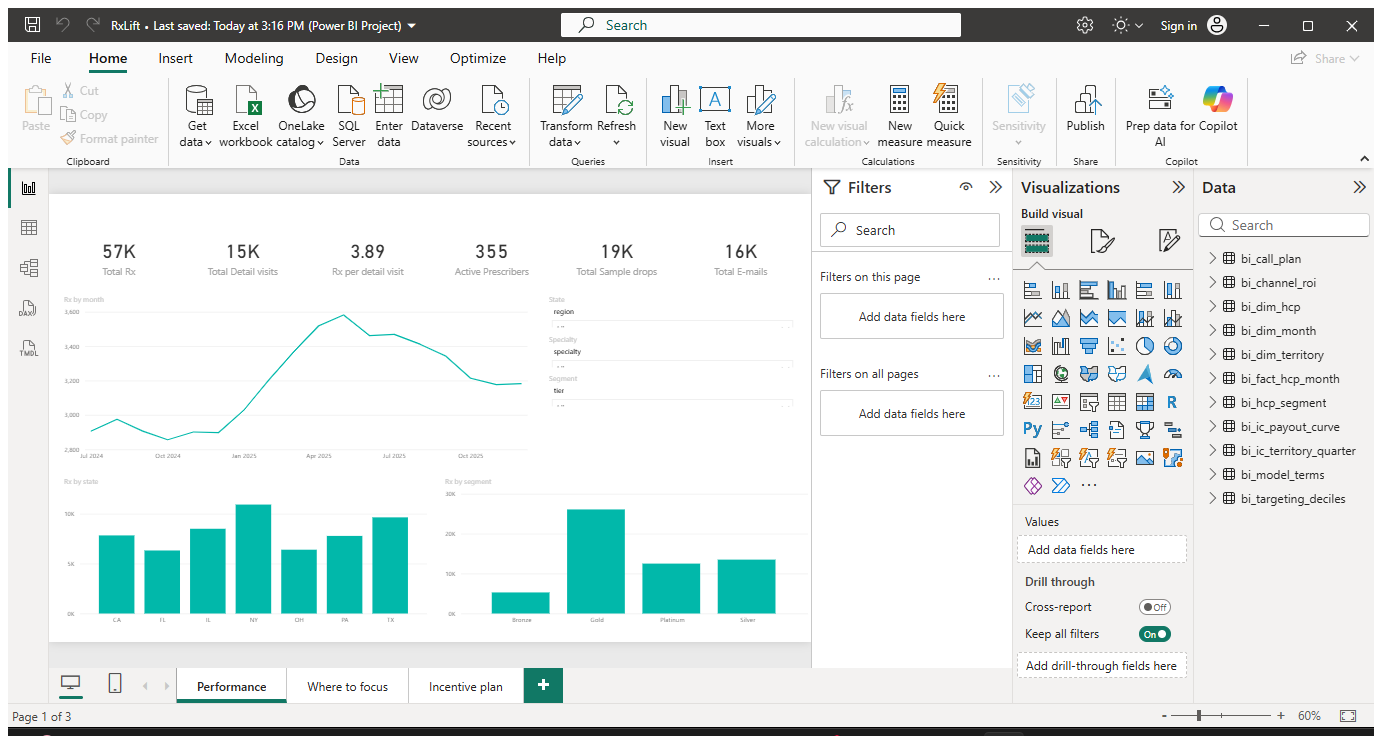 RxLift • Last saved: Today at 3:16 PM (Power BI Project)
Search
Sign in
File Home Insert Modeling Design View Optimize Help
Share
Paste
Cut
Copy
Format painter
Clipboard
Get data
Excel workbook
OneLake catalog
SQL Server
Enter data
Dataverse
Recent sources
Data
Transform data
Refresh
Queries
New visual
Text box
More visuals
Insert
New visual calculation
New measure
Quick measure
Calculations
Sensitivity
Sensitivity
Publish
Share
Prep data for AI
Copilot
Copilot
57K
Total Rx
15K
Total Detail visits
3.89
Rx per detail visit
355
Active Prescribers
19K
Total Sample drops
16K
Total E-mails
Rx by month
3,600
3,400
3,200
3,000
2,800
Jul 2024 Oct 2024 Jan 2025 Apr 2025 Jul 2025 Oct 2025
State
region
Specialty
specialty
Segment
tier
Rx by state
10K
5K
0K
CA FL IL NY OH PA TX
Rx by segment
30K
20K
10K
0K
Bronze Gold Platinum Silver
Filters
Search
Filters on this page
Add data fields here
Filters on all pages
Add data fields here
Visualizations
Build visual
123
R
Py
Values
Add data fields here
Drill through
Cross-report
Off
Keep all filters
On
Add drill-through fields here
Data
Search
bi_call_plan
bi_channel_roi
bi_dim_hcp
bi_dim_month
bi_dim_territory
bi_fact_hcp_month
bi_hcp_segment
bi_ic_payout_curve
bi_ic_territory_quarter
bi_model_terms
bi_targeting_deciles
DAX
TMDL
Performance
Where to focus
Incentive plan
Page 1 of 3
60%